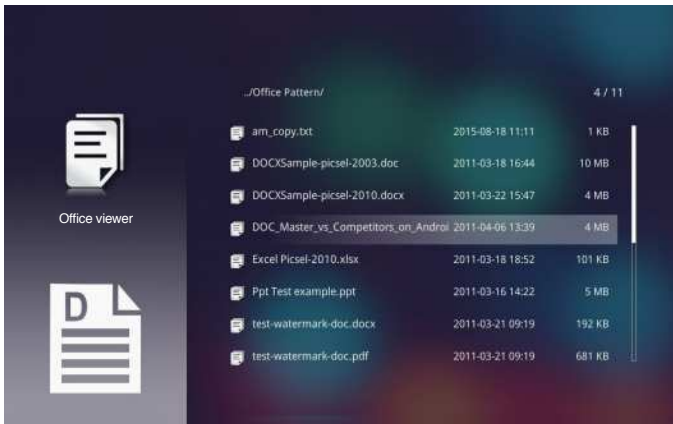 ../Office Pattern/ 4 / 11
am_copy.txt 2015-08-18 11:11 1 KB
DOCXSample-picsel-2003.doc 2011-03-18 16:44 10 MB
DOCXSample-picsel-2010.docx 2011-03-22 15:47 4 MB
Office viewer
DOC_Master_vs_Competitors_on_Androi 2011-04-06 13:39 4 MB
Excel Picsel-2010.xlsx 2011-03-18 18:52 101 KB
Ppt Test example.ppt 2011-03-16 14:22 5 MB
D
test-watermark-doc.docx 2011-03-21 09:19 192 KB
test-watermark-doc.pdf 2011-03-21 09:19 681 KB